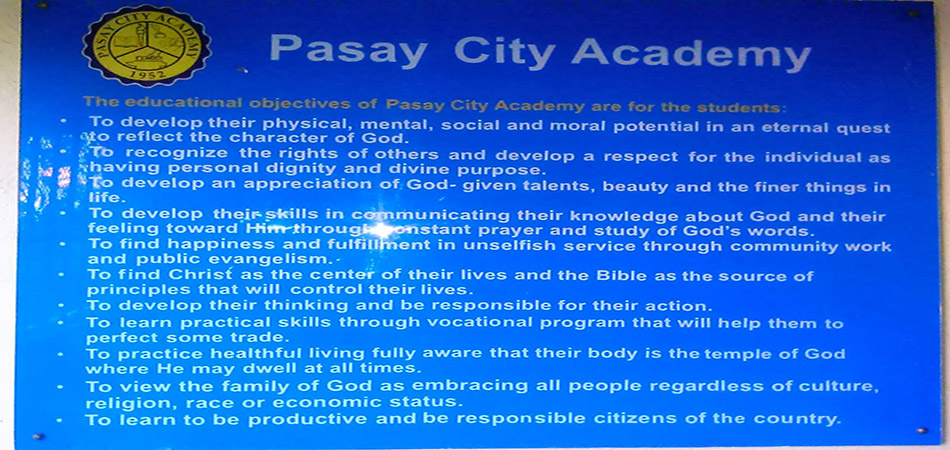 PASAY CITY ACADEMY
1952
Pasay City Academy
The educational objectives of Pasay City Academy are for the students:
• To develop their physical, mental, social and moral potential in an eternal quest
to reflect the character of God.
• To recognize the rights of others and develop a respect for the individual as
having personal dignity and divine purpose.
• To develop an appreciation of God- given talents, beauty and the finer things in
life.
• To develop their skills in communicating their knowledge about God and their
feeling toward Him through constant prayer and study of God's words.
• To find happiness and fulfillment in unselfish service through community work
and public evangelism.
• To find Christ as the center of their lives and the Bible as the source of
principles that will control their lives.
• To develop their thinking and be responsible for their action.
• To learn practical skills through vocational program that will help them to
perfect some trade.
• To practice healthful living fully aware that their body is the temple of God
where He may dwell at all times.
• To view the family of God as embracing all people regardless of culture,
religion, race or economic status.
• To learn to be productive and be responsible citizens of the country.